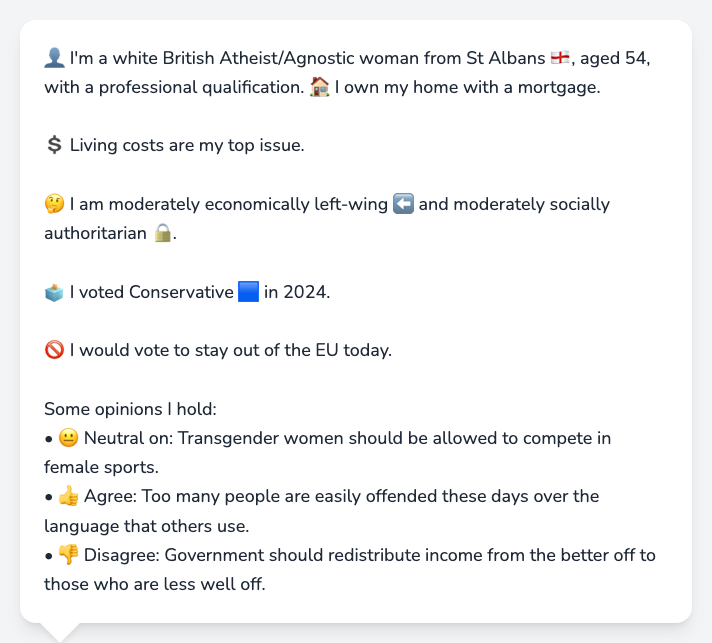 👤 I'm a white British Atheist/Agnostic woman from St Albans 🏴󠁧󠁢󠁥󠁮󠁧󠁿, aged 54,
with a professional qualification. 🏠 I own my home with a mortgage.
💲 Living costs are my top issue.
🤔 I am moderately economically left-wing ⬅️ and moderately socially
authoritarian 🔒.
🗳️ I voted Conservative 🟦 in 2024.
🚫 I would vote to stay out of the EU today.
Some opinions I hold:
• 😐 Neutral on: Transgender women should be allowed to compete in
female sports.
• 👍 Agree: Too many people are easily offended these days over the
language that others use.
• 👎 Disagree: Government should redistribute income from the better off to
those who are less well off.